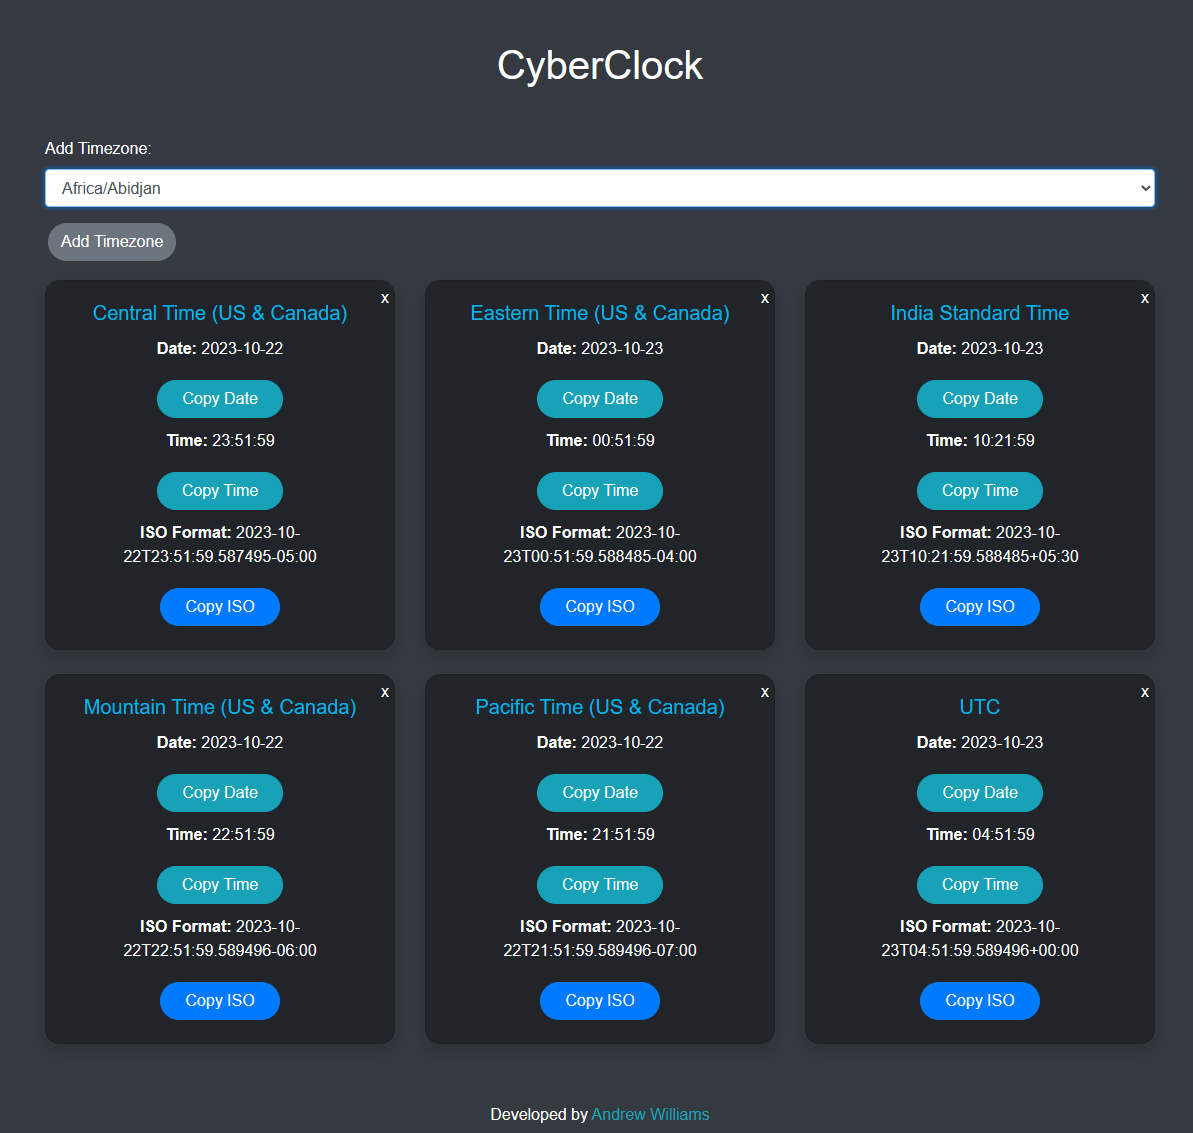 CyberClock
Add Timezone:
Africa/Abidjan
Add Timezone
x
Central Time (US & Canada)
Date: 2023-10-22
Copy Date
Time: 23:51:59
Copy Time
ISO Format: 2023-10-
22T23:51:59.587495-05:00
Copy ISO
x
Eastern Time (US & Canada)
Date: 2023-10-23
Copy Date
Time: 00:51:59
Copy Time
ISO Format: 2023-10-
23T00:51:59.588485-04:00
Copy ISO
x
India Standard Time
Date: 2023-10-23
Copy Date
Time: 10:21:59
Copy Time
ISO Format: 2023-10-
23T10:21:59.588485+05:30
Copy ISO
x
Mountain Time (US & Canada)
Date: 2023-10-22
Copy Date
Time: 22:51:59
Copy Time
ISO Format: 2023-10-
22T22:51:59.589496-06:00
Copy ISO
x
Pacific Time (US & Canada)
Date: 2023-10-22
Copy Date
Time: 21:51:59
Copy Time
ISO Format: 2023-10-
22T21:51:59.589496-07:00
Copy ISO
x
UTC
Date: 2023-10-23
Copy Date
Time: 04:51:59
Copy Time
ISO Format: 2023-10-
23T04:51:59.589496+00:00
Copy ISO
Developed by Andrew Williams